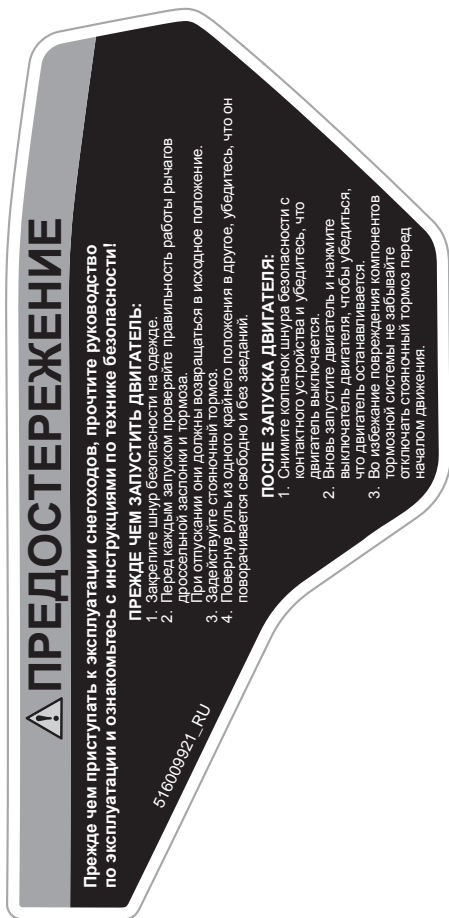 ПРЕДОСТЕРЕЖЕНИЕ
Прежде чем приступать к эксплуатации снегоходов, прочтите руководство
по эксплуатации и ознакомьтесь с инструкциями по технике безопасности!
ПРЕЖДЕ ЧЕМ ЗАПУСТИТЬ ДВИГАТЕЛЬ:
1. Закрепите шнур безопасности на одежде.
2. Перед каждым запуском проверяйте правильность работы рычагов
дроссельной заслонки и тормоза.
При отпускании они должны возвращаться в исходное положение.
3. Задействуйте стояночный тормоз.
4. Повернув руль из одного крайнего положения в другое, убедитесь, что он
поворачивается свободно и без заеданий.
ПОСЛЕ ЗАПУСКА ДВИГАТЕЛЯ:
1. Снимите колпачок шнура безопасности с
контактного устройства и убедитесь, что
двигатель выключается.
2. Вновь запустите двигатель и нажмите
выключатель двигателя, чтобы убедиться,
что двигатель останавливается.
3. Во избежание повреждения компонентов
тормозной системы не забывайте
отключать стояночный тормоз перед
началом движения.
516009921_RU